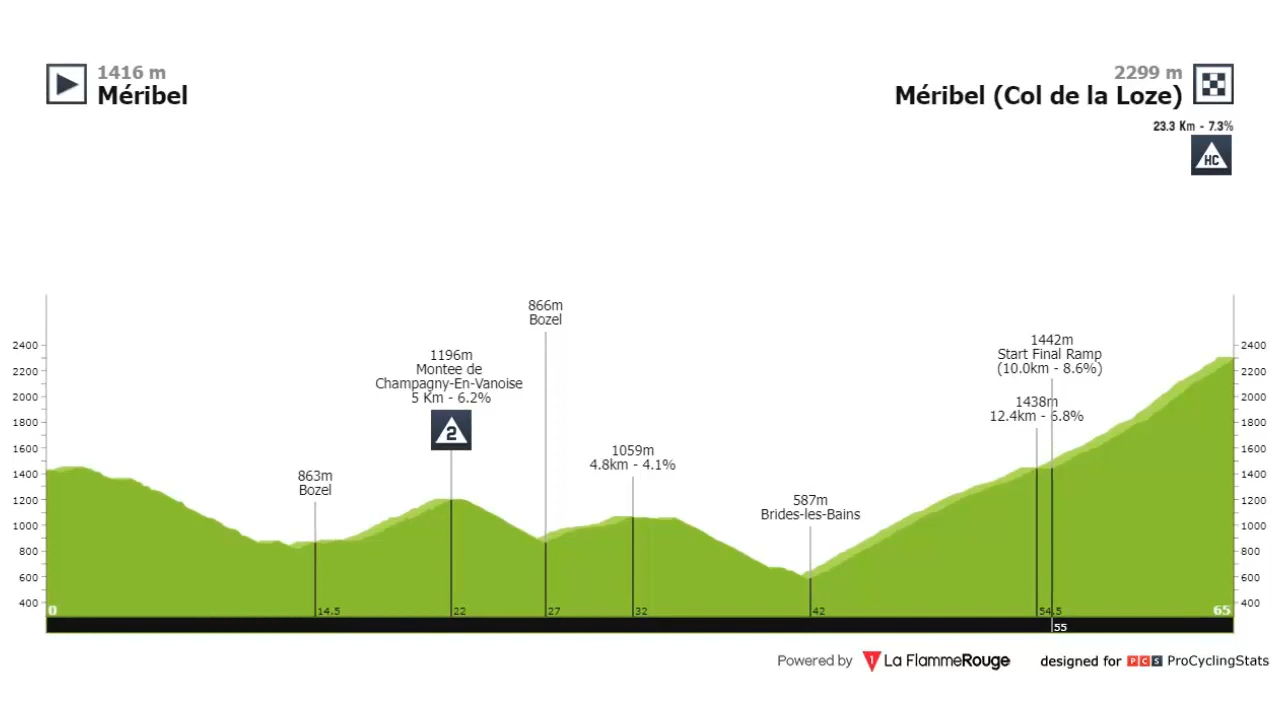 1416 m
Méribel
2299 m
Méribel (Col de la Loze)
23.3 Km - 7.3%
HC
866m
Bozel
1442m
Start Final Ramp
(10.0km - 8.6%)
1196m
Montee de
Champagny-En-Vanoise
5 Km - 6.2%
2
1438m
12.4km - 6.8%
1059m
4.8km - 4.1%
863m
Bozel
587m
Brides-les-Bains
2400
2200
2000
1800
1600
1400
1200
1000
800
600
400
2400
2200
2000
1800
1600
1400
1200
1000
800
600
400
0
14.5
22
27
32
42
54.5
65
55
Powered by 1 La FlammeRouge designed for PCS ProCyclingStats